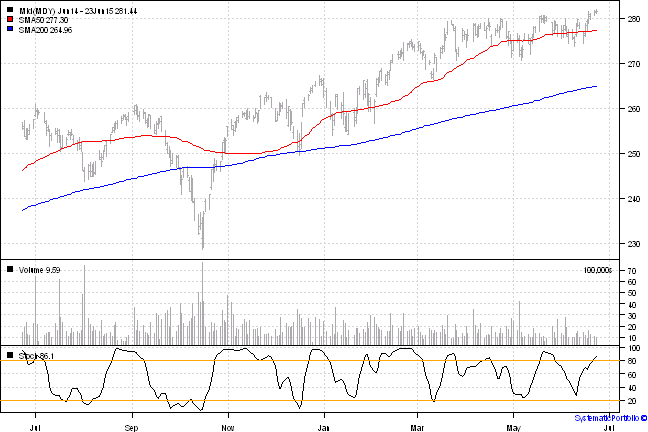 Mid(MDY) Jun14 - 23Jun15 281.44
SMA50 277.30
SMA200 264.96
280
270
260
250
240
230
Volume 9.59
100,000s
70
60
50
40
30
20
10
Stoch 86.1
100
80
60
40
20
Jul Sep Nov Jan Mar May Jul
SystematicPortfolio ©